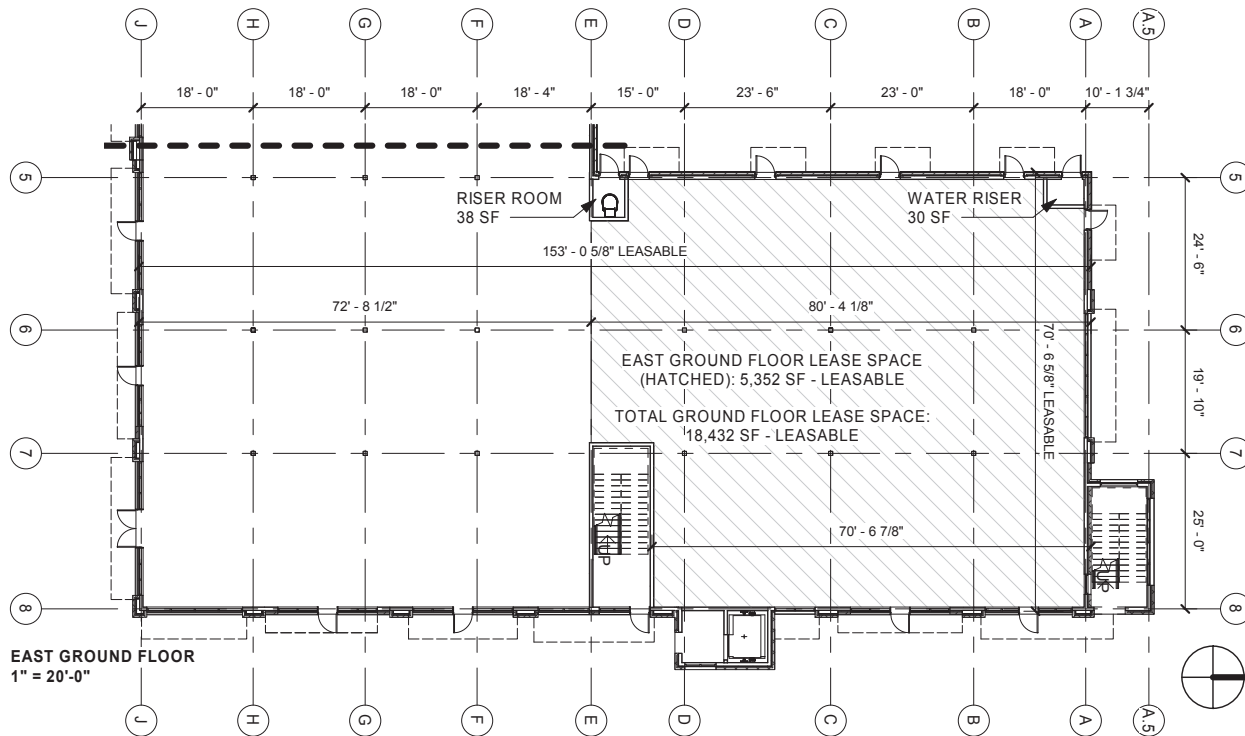 J H G F E D C B A A.5
18' - 0" 18' - 0" 18' - 0" 18' - 4" 15' - 0" 23' - 6" 23' - 0" 18' - 0" 10' - 1 3/4"
5 5
RISER ROOM
38 SF
WATER RISER
30 SF
24' - 6"
153' - 0 5/8" LEASABLE
72' - 8 1/2" 80' - 4 1/8"
6 6
70' - 6 5/8" LEASABLE
EAST GROUND FLOOR LEASE SPACE
(HATCHED): 5,352 SF - LEASABLE
19' - 10"
TOTAL GROUND FLOOR LEASE SPACE:
18,432 SF - LEASABLE
7 7
25' - 0"
70' - 6 7/8"
UP
UP
8 8
EAST GROUND FLOOR
1" = 20'-0"
J H G F E D C B A A.5